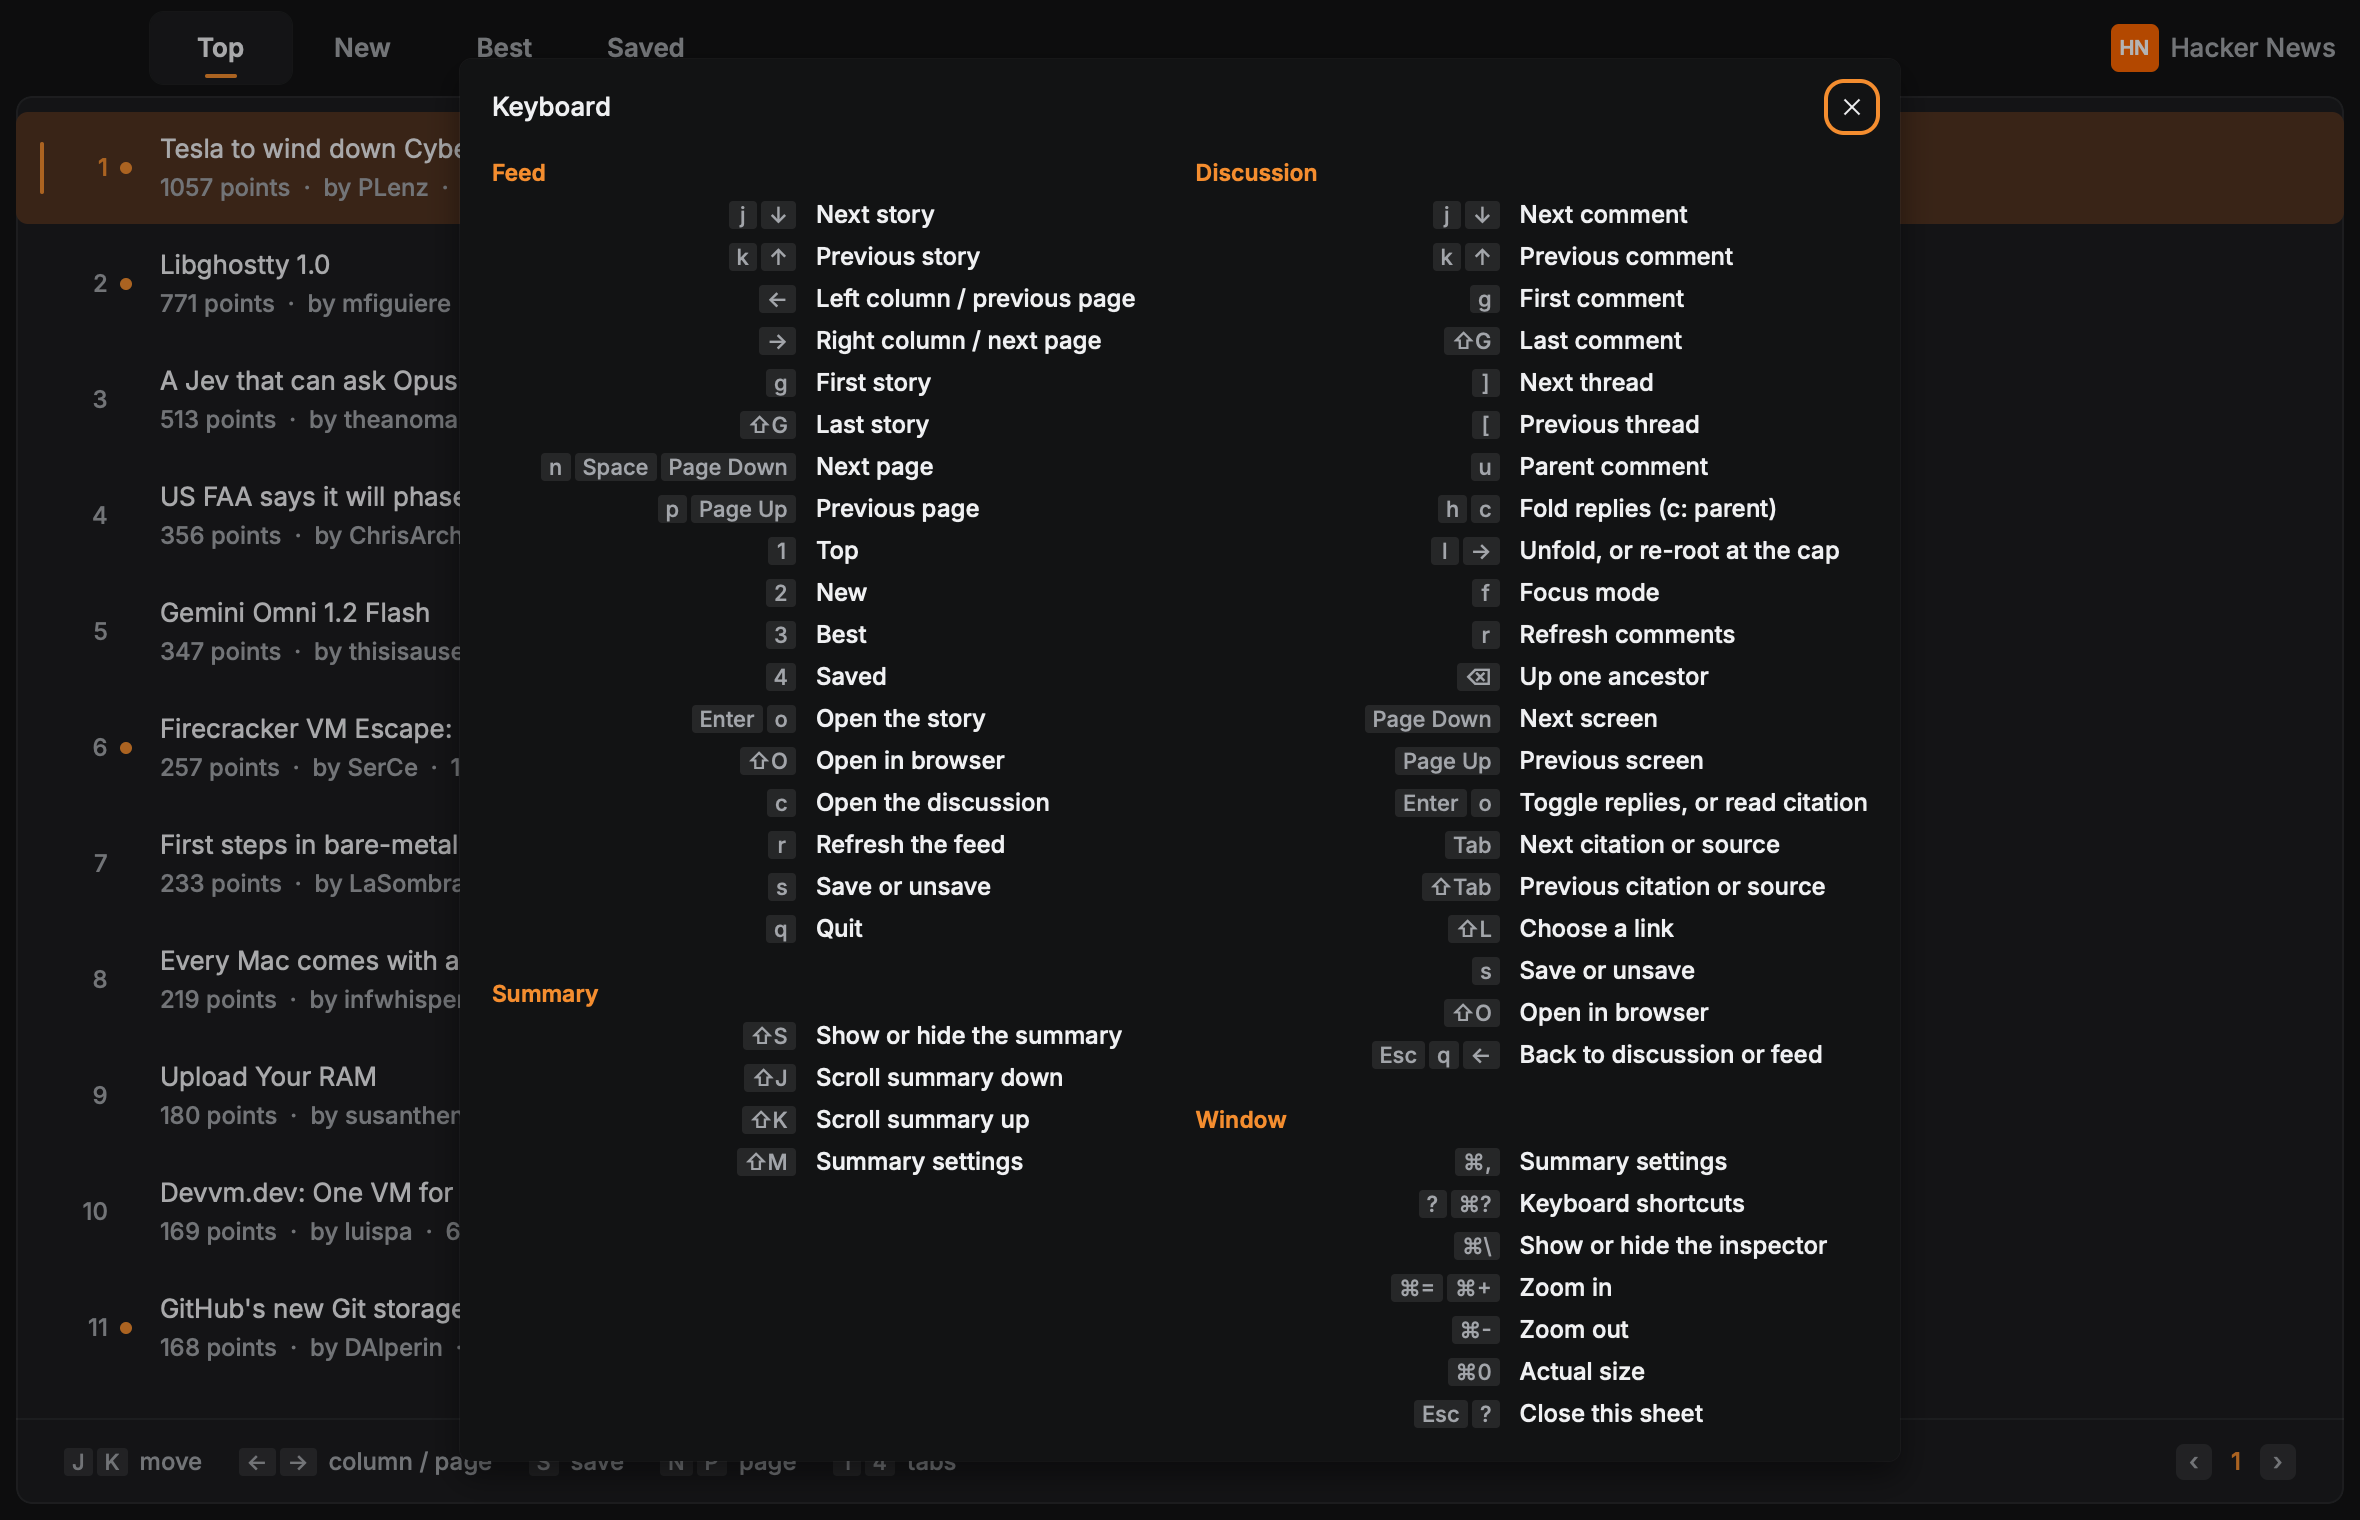 Top New Best Saved
HN Hacker News
Keyboard
Feed
j ↓ Next story
k ↑ Previous story
← Left column / previous page
→ Right column / next page
g First story
⇧G Last story
n Space Page Down Next page
p Page Up Previous page
1 Top
2 New
3 Best
4 Saved
Enter o Open the story
⇧O Open in browser
c Open the discussion
r Refresh the feed
s Save or unsave
q Quit
Summary
⇧S Show or hide the summary
⇧J Scroll summary down
⇧K Scroll summary up
⇧M Summary settings
Discussion
j ↓ Next comment
k ↑ Previous comment
g First comment
⇧G Last comment
] Next thread
[ Previous thread
u Parent comment
h c Fold replies (c: parent)
l → Unfold, or re-root at the cap
f Focus mode
r Refresh comments
⌫ Up one ancestor
Page Down Next screen
Page Up Previous screen
Enter o Toggle replies, or read citation
Tab Next citation or source
⇧Tab Previous citation or source
⇧L Choose a link
s Save or unsave
⇧O Open in browser
Esc q ← Back to discussion or feed
Window
⌘, Summary settings
? ⌘? Keyboard shortcuts
⌘\ Show or hide the inspector
⌘= ⌘+ Zoom in
⌘- Zoom out
⌘0 Actual size
Esc ? Close this sheet
1 Tesla to wind down Cybe
1057 points · by PLenz ·
2 Libghostty 1.0
771 points · by mfiguiere
3 A Jev that can ask Opus
513 points · by theanoma
4 US FAA says it will phase
356 points · by ChrisArch
5 Gemini Omni 1.2 Flash
347 points · by thisisause
6 Firecracker VM Escape:
257 points · by SerCe · 1
7 First steps in bare-metal
233 points · by LaSombra
8 Every Mac comes with a
219 points · by infwhisper
9 Upload Your RAM
180 points · by susanther
10 Devvm.dev: One VM for
169 points · by luispa · 6
11 GitHub's new Git storage
168 points · by DAlperin ·
J K move ← → column / page S save N P page 1 4 tabs
‹ 1 ›